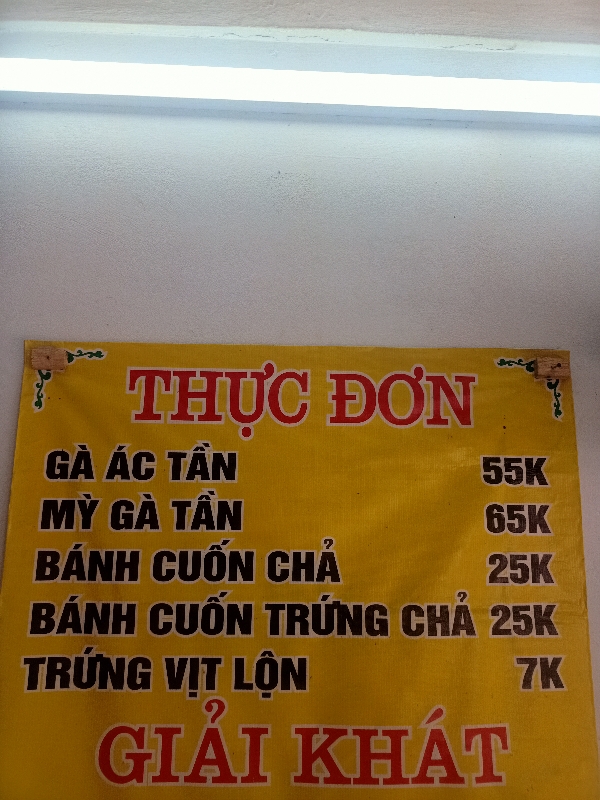 THỰC ĐƠN
GÀ ÁC TẦN 55K
MỲ GÀ TẦN 65K
BÁNH CUỐN CHẢ 25K
BÁNH CUỐN TRỨNG CHẢ 25K
TRỨNG VỊT LỘN 7K
GIẢI KHÁT